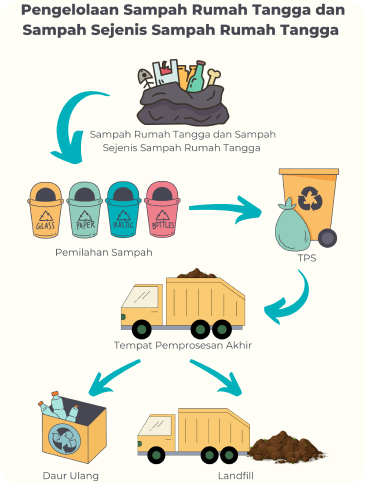 Pengelolaan Sampah Rumah Tangga dan
Sampah Sejenis Sampah Rumah Tangga
Sampah Rumah Tangga dan Sampah
Sejenis Sampah Rumah Tangga
GLASS
PAPER
PLASTIC
BOTTLES
Pemilahan Sampah
TPS
Tempat Pemprosesan Akhir
Daur Ulang
Landfill